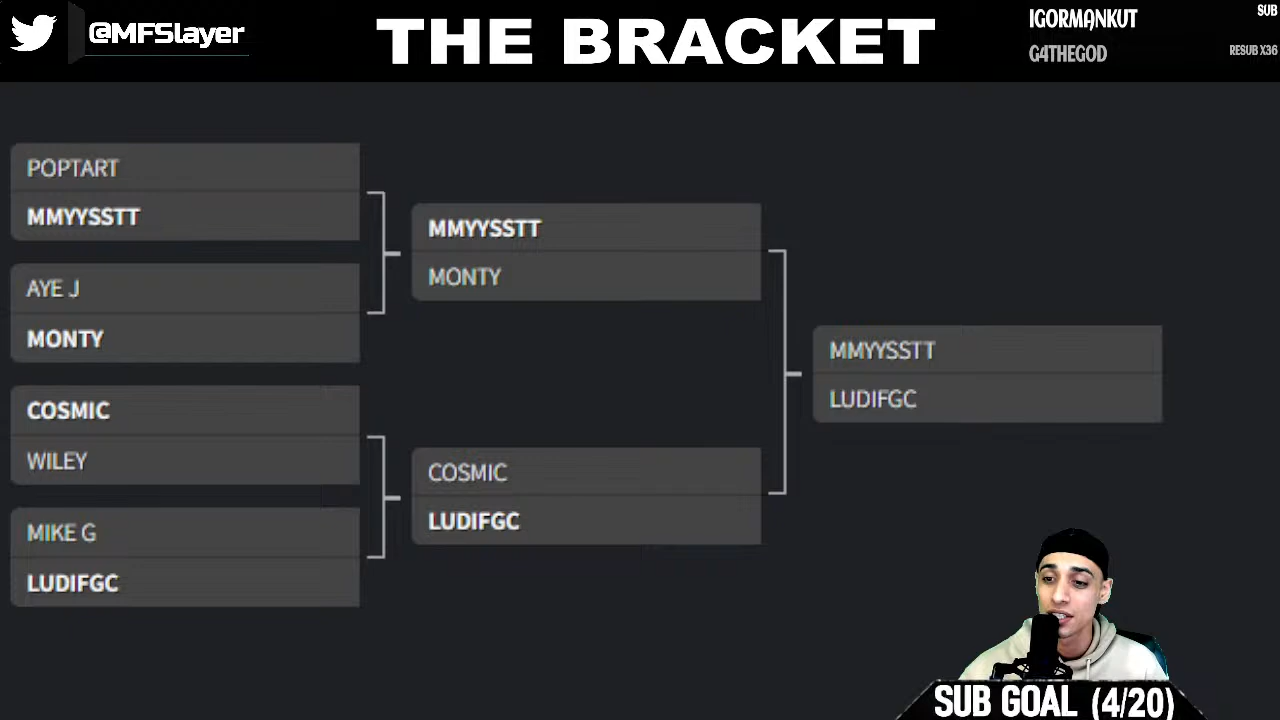 @MFSlayer
THE BRACKET
IGORMANKUT
SUB
G4THEGOD
RESUB X36
POPTART
MMYYSSTT
AYE J
MONTY
COSMIC
WILEY
MIKE G
LUDIFGC
MMYYSSTT
MONTY
COSMIC
LUDIFGC
MMYYSSTT
LUDIFGC
SUB GOAL (4/20)